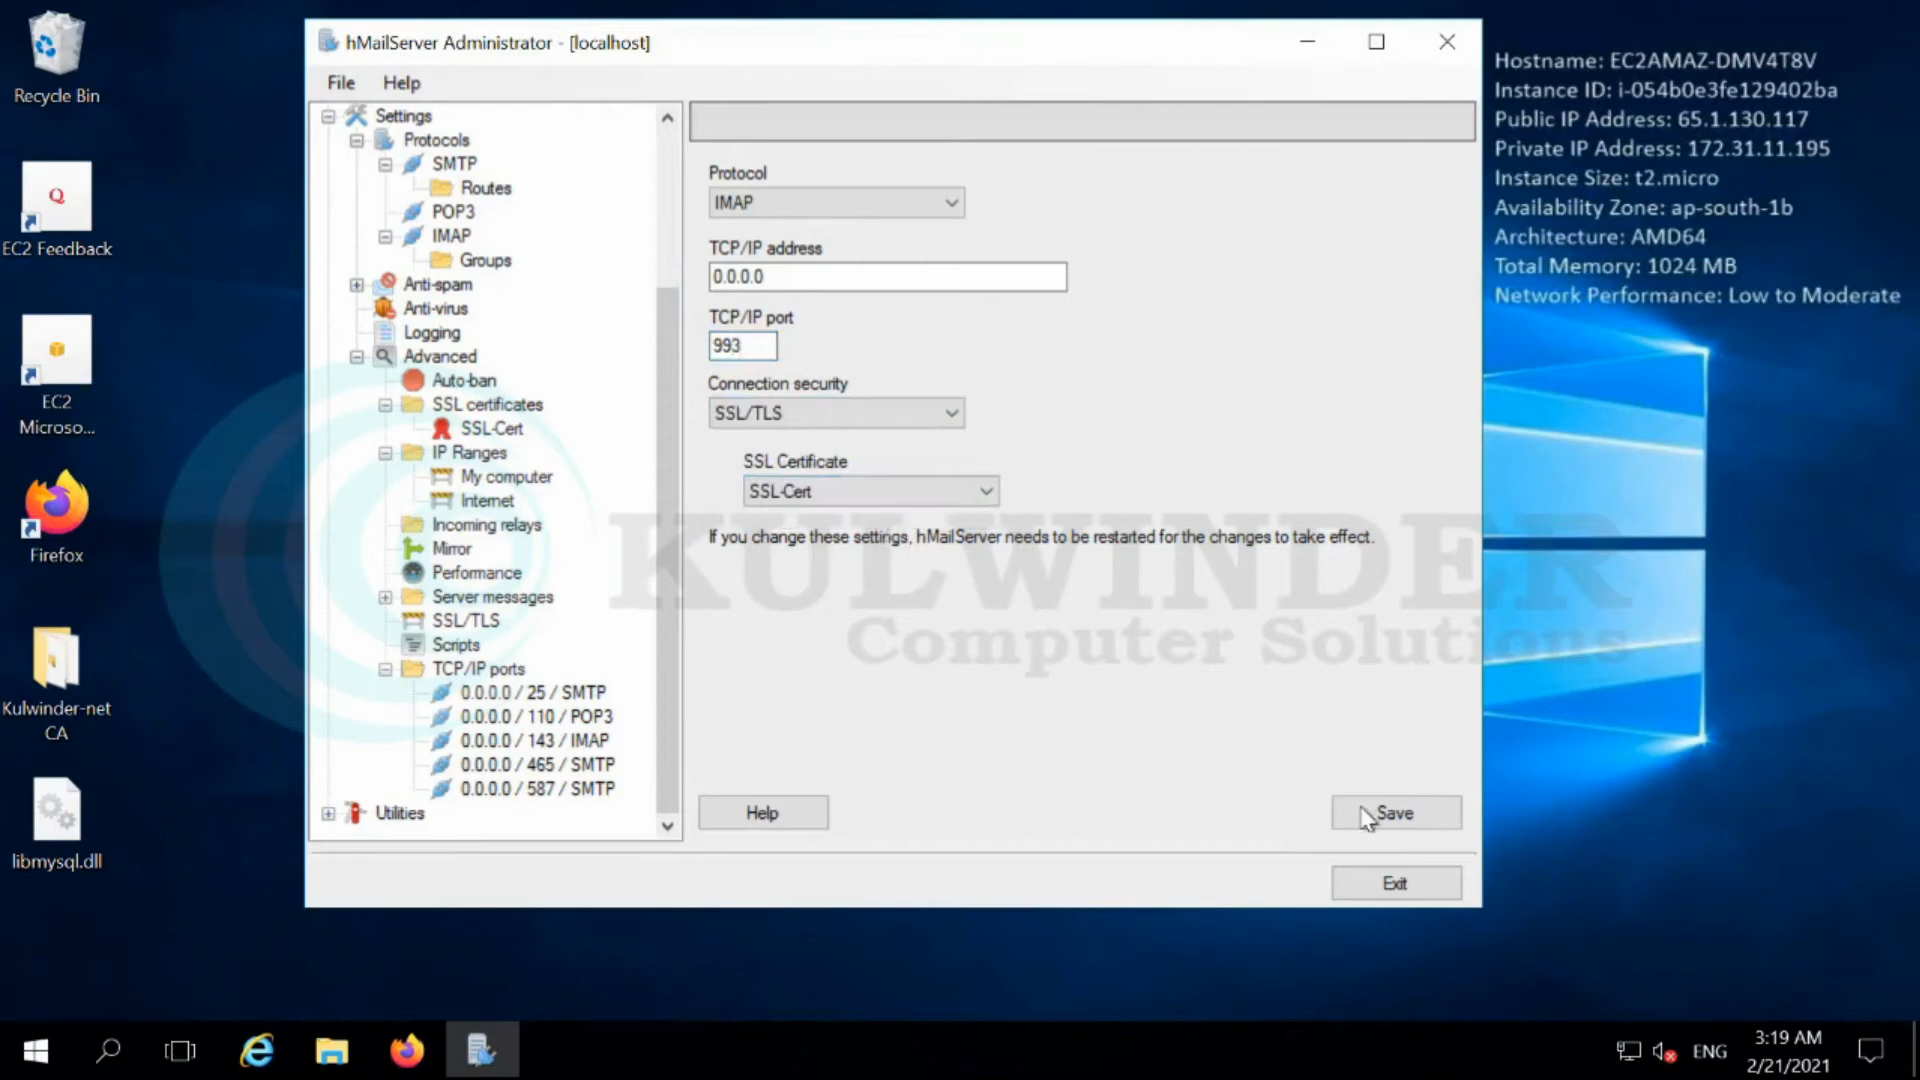 Recycle Bin
EC2 Feedback
EC2
Microso...
Firefox
Kulwinder-net
CA
libmysql.dll
hMailServer Administrator - [localhost]
File
Help
Settings
Protocols
SMTP
Routes
POP3
IMAP
Groups
Anti-spam
Anti-virus
Logging
Advanced
Auto-ban
SSL certificates
SSL-Cert
IP Ranges
My computer
Internet
Incoming relays
Mirror
Performance
Server messages
SSL/TLS
Scripts
TCP/IP ports
0.0.0.0 / 25 / SMTP
0.0.0.0 / 110 / POP3
0.0.0.0 / 143 / IMAP
0.0.0.0 / 465 / SMTP
0.0.0.0 / 587 / SMTP
Utilities
Protocol
IMAP
TCP/IP address
0.0.0.0
TCP/IP port
993
Connection security
SSL/TLS
SSL Certificate
SSL-Cert
If you change these settings, hMailServer needs to be restarted for the changes to take effect.
KULWINDER
Computer Solutions
Help
Save
Exit
Hostname: EC2AMAZ-DMV4T8V
Instance ID: i-054b0e3fe129402ba
Public IP Address: 65.1.130.117
Private IP Address: 172.31.11.195
Instance Size: t2.micro
Availability Zone: ap-south-1b
Architecture: AMD64
Total Memory: 1024 MB
Network Performance: Low to Moderate
ENG
3:19 AM
2/21/2021